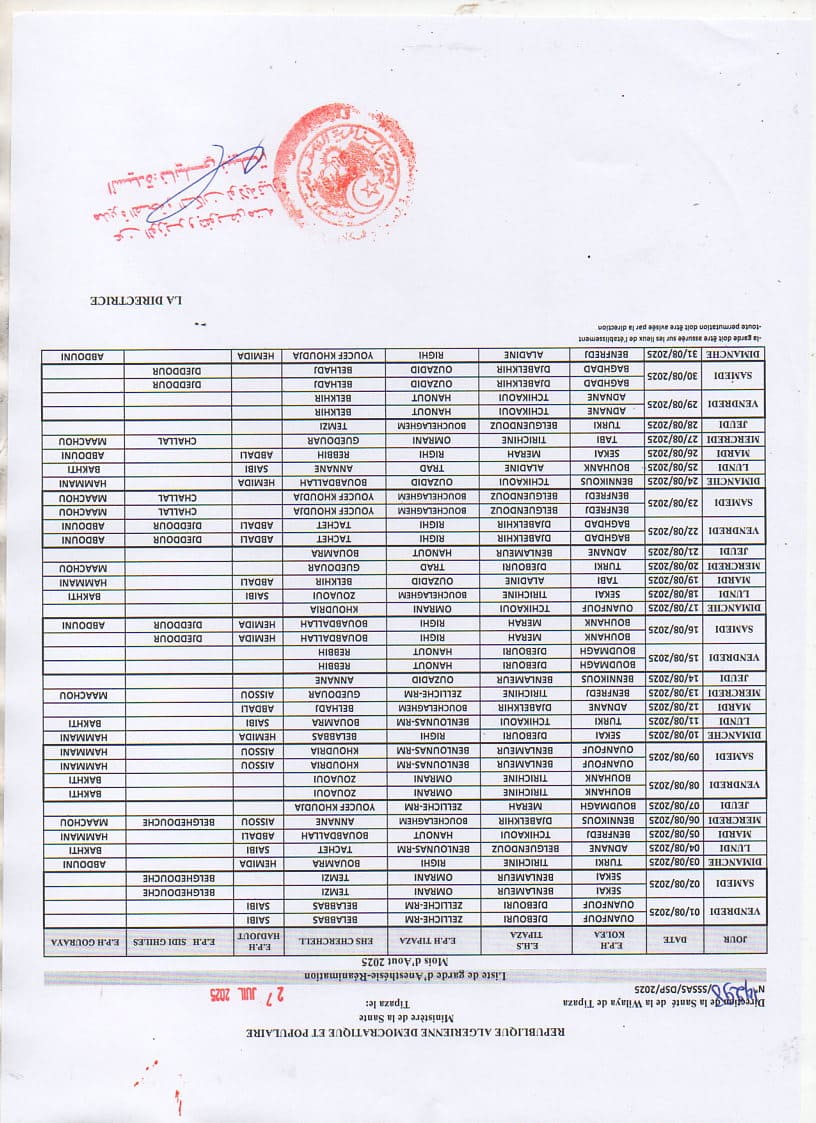 REPUBLIQUE ALGERIENNE DEMOCRATIQUE ET POPULAIRE
Ministère de la Sante
Direction de la Santé de la Wilaya de Tipaza Tipaza le: 27 JUIL 2025
N° /SSSAS/DSP/2025
Liste de garde d'Anesthésie-Réanimation
Mois d'Aout 2025
JOUR DATE E.P.H KOLEA E.H.S TIPAZA E.P.H TIPAZA EHS CHERCHELL E.P.H HADJOUT E.P.H SIDI GHILES E.P.H GOURAYA
VENDREDI 01/08/2025 OUANFOUF DJEBOURI ZELLICHE-RM BELABBAS SAIBI
OUANFOUF DJEBOURI ZELLICHE-RM BELABBAS SAIBI
SAMEDI 02/08/2025 SEKAI BENLAMEUR OMRANI TEMZI BELGHEDOUCHE
SEKAI BENLAMEUR OMRANI TEMZI BELGHEDOUCHE
DIMANCHE 03/08/2025 TURKI TIRICHINE RIGHI BOUAMRA HEMIDA ABDOUNI
LUNDI 04/08/2025 ADNANE BELGUENDOUZ BENLOUNAS-RM TACHET SAIBI BAKHTI
MARDI 05/08/2025 BENFREDJ TCHIKAOUI HANOUT BOUABDALLAH ABDALI HAMMANI
MERCREDI 06/08/2025 BENNIKOUS DJABELKHIR BOUCHELAGHEM ANNANE AISSOU BELGHEDOUCHE MAACHOU
JEUDI 07/08/2025 BOUDMAGH MERAH ZELLICHE-RM YOUCEF KHOUDJA
VENDREDI 08/08/2025 BOUHANK TIRICHINE OMRANI ZOUAOUI BAKHTI
BOUHANK TIRICHINE OMRANI ZOUAOUI BAKHTI
SAMEDI 09/08/2025 OUANFOUF BENLAMEUR BENLOUNAS-RM KHOUDRIA AISSOU HAMMANI
OUANFOUF BENLAMEUR BENLOUNAS-RM KHOUDRIA AISSOU HAMMANI
DIMANCHE 10/08/2025 SEKAI DJEBOURI RIGHI BELABBAS HEMIDA HAMMANI
LUNDI 11/08/2025 TURKI TCHIKAOUI BENLOUNAS-RM BOUAMRA SAIBI BAKHTI
MARDI 12/08/2025 ADNANE DJABELKHIR BOUCHELAGHEM BELHADJ ABDALI
MERCREDI 13/08/2025 BENFREDJ TIRICHINE ZELLICHE-RM GUEDOUAR AISSOU MAACHOU
JEUDI 14/08/2025 BENNIKOUS BENLAMEUR OUZADID ANNANE
VENDREDI 15/08/2025 BOUDMAGH DJEBOURI HANOUT REBBIH
BOUDMAGH DJEBOURI HANOUT REBBIH
SAMEDI 16/08/2025 BOUHANK MERAH RIGHI BOUABDALLAH HEMIDA DJEDDOUR
BOUHANK MERAH RIGHI BOUABDALLAH HEMIDA DJEDDOUR ABDOUNI
DIMANCHE 17/08/2025 OUANFOUF TCHIKAOUI OMRANI KHOUDRIA
LUNDI 18/08/2025 SEKAI TIRICHINE BOUCHELAGHEM ZOUAOUI SAIBI BAKHTI
MARDI 19/08/2025 TABI ALADINE OUZADID BELKHIR ABDALI HAMMANI
MERCREDI 20/08/2025 TURKI DJEBOURI TRAD GUEDOUAR MAACHOU
JEUDI 21/08/2025 ADNANE BENLAMEUR HANOUT BOUAMRA
VENDREDI 22/08/2025 BAGHDAD DJABELKHIR RIGHI TACHET ABDALI DJEDDOUR ABDOUNI
BAGHDAD DJABELKHIR RIGHI TACHET ABDALI DJEDDOUR ABDOUNI
SAMEDI 23/08/2025 BENFREDJ BELGUENDOUZ BOUCHELAGHEM YOUCEF KHOUDJA CHALLAL MAACHOU
BENFREDJ BELGUENDOUZ BOUCHELAGHEM YOUCEF KHOUDJA CHALLAL MAACHOU
DIMANCHE 24/08/2025 BENNIKOUS TCHIKAOUI OUZADID BOUABDALLAH HEMIDA HAMMANI
LUNDI 25/08/2025 BOUHANK ALADINE TRAD ANNANE SAIBI BAKHTI
MARDI 26/08/2025 SEKAI MERAH RIGHI REBBIH ABDALI ABDOUNI
MERCREDI 27/08/2025 TABI TIRICHINE OMRANI GUEDOUAR CHALLAL MAACHOU
JEUDI 28/08/2025 TURKI BELGUENDOUZ BOUCHELAGHEM TEMZI
VENDREDI 29/08/2025 ADNANE TCHIKAOUI HANOUT BELKHIR
ADNANE TCHIKAOUI HANOUT BELKHIR
SAMEDI 30/08/2025 BAGHDAD DJABELKHIR OUZADID BELHADJ DJEDDOUR
BAGHDAD DJABELKHIR OUZADID BELHADJ DJEDDOUR
DIMANCHE 31/08/2025 BENFREDJ ALADINE RIGHI YOUCEF KHOUDJA HEMIDA ABDOUNI
-la garde doit être assurée sur les lieux de l'établissement
-toute permutation doit être avisée par la direction
LA DIRECTRICE
عن الوزير و بتفويض منه
مديرة الصحة و السكان لولاية تيبازة
السيدة: نايلي نبيلة